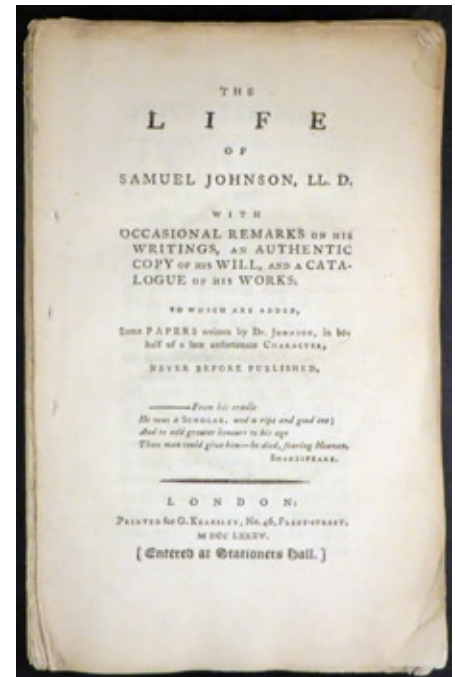 THE
LIFE
OF
SAMUEL JOHNSON, LL. D.
WITH
OCCASIONAL REMARKS ON HIS
WRITINGS, AN AUTHENTIC
COPY OF HIS WILL, AND A CATA-
LOGUE OF HIS WORKS.
TO WHICH ARE ADDED,
Some PAPERS written by DR. JOHNSON, in be-
half of a late unfortunate CHARACTER,
NEVER BEFORE PUBLISHED,
———From his cradle
He was a SCHOLAR, and a ripe and good one;
And to add greater honours to his age
Than man could give him—he died, fearing Heaven.
SHAKESPEARE.
LONDON:
PRINTED for G. KEARSLEY, No. 46, FLEET-STREET.
M DCC LXXXV.
[Entered at Stationers Hall.]